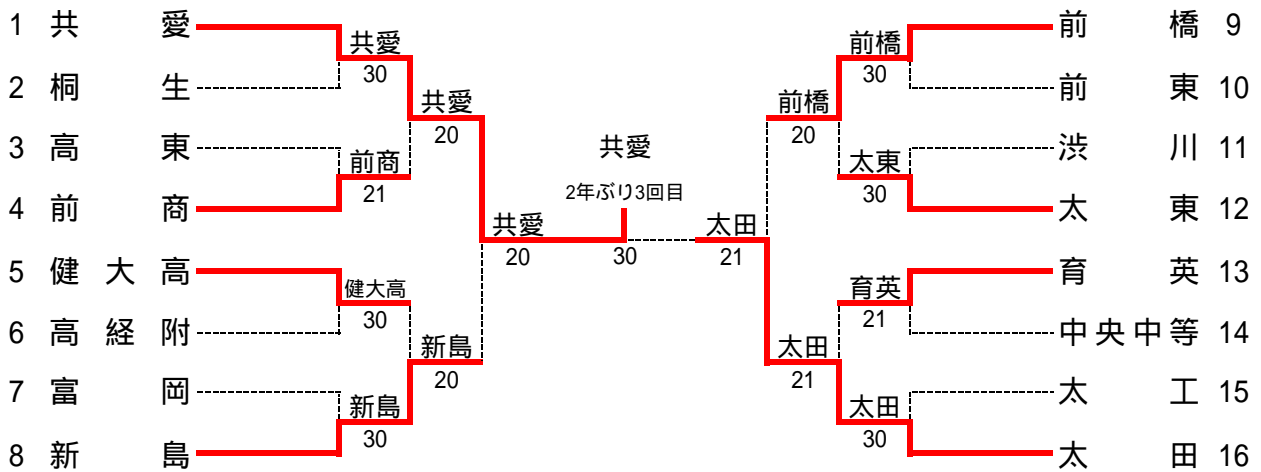 1 共 愛
2 桐 生
3 高 東
4 前 商
5 健 大 高
6 高 経 附
7 富 岡
8 新 島
共愛
30
前商
21
健大高
30
新島
30
共愛
20
新島
20
共愛
20
共愛
2年ぶり3回目
30
太田
21
前橋
20
太田
21
前橋
30
太東
30
育英
21
太田
30
前 橋 9
前 東 10
渋 川 11
太 東 12
育 英 13
中央中等 14
太 工 15
太 田 16